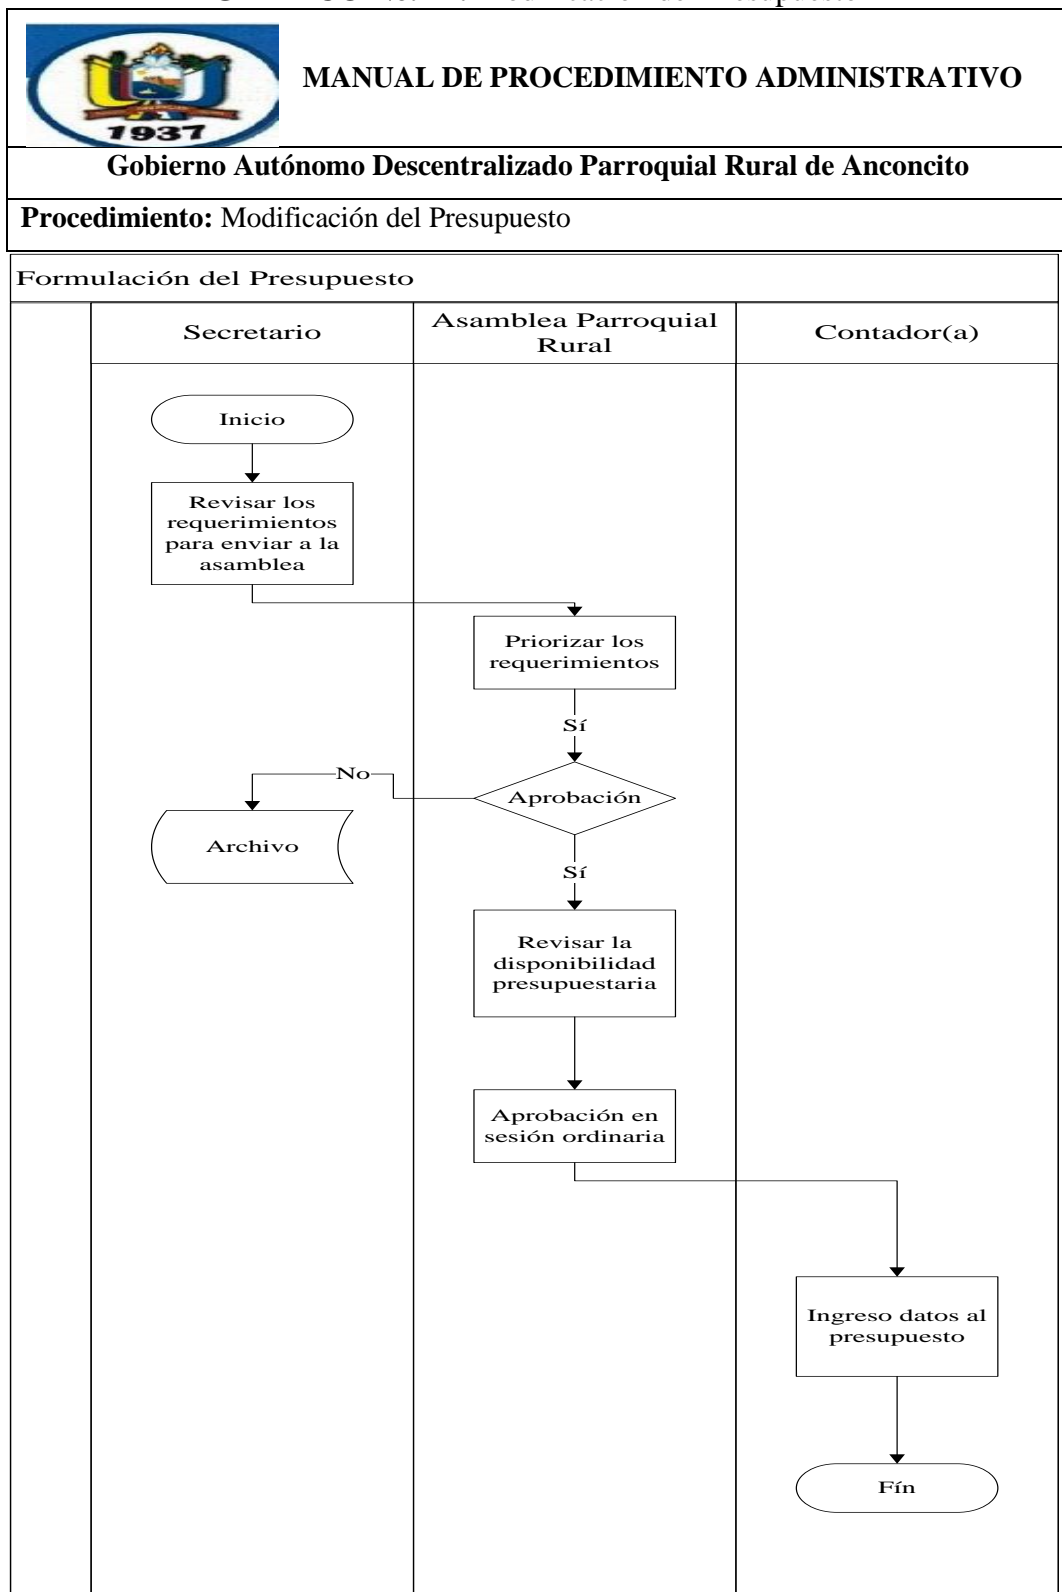 1937
MANUAL DE PROCEDIMIENTO ADMINISTRATIVO
Gobierno Autónomo Descentralizado Parroquial Rural de Anconcito
Procedimiento: Modificación del Presupuesto
Formulación del Presupuesto
Secretario
Asamblea Parroquial
Rural
Contador(a)
Inicio
Revisar los
requerimientos
para enviar a la
asamblea
Priorizar los
requerimientos
Sí
No
Aprobación
Archivo
Sí
Revisar la
disponibilidad
presupuestaria
Aprobación en
sesión ordinaria
Ingreso datos al
presupuesto
Fín